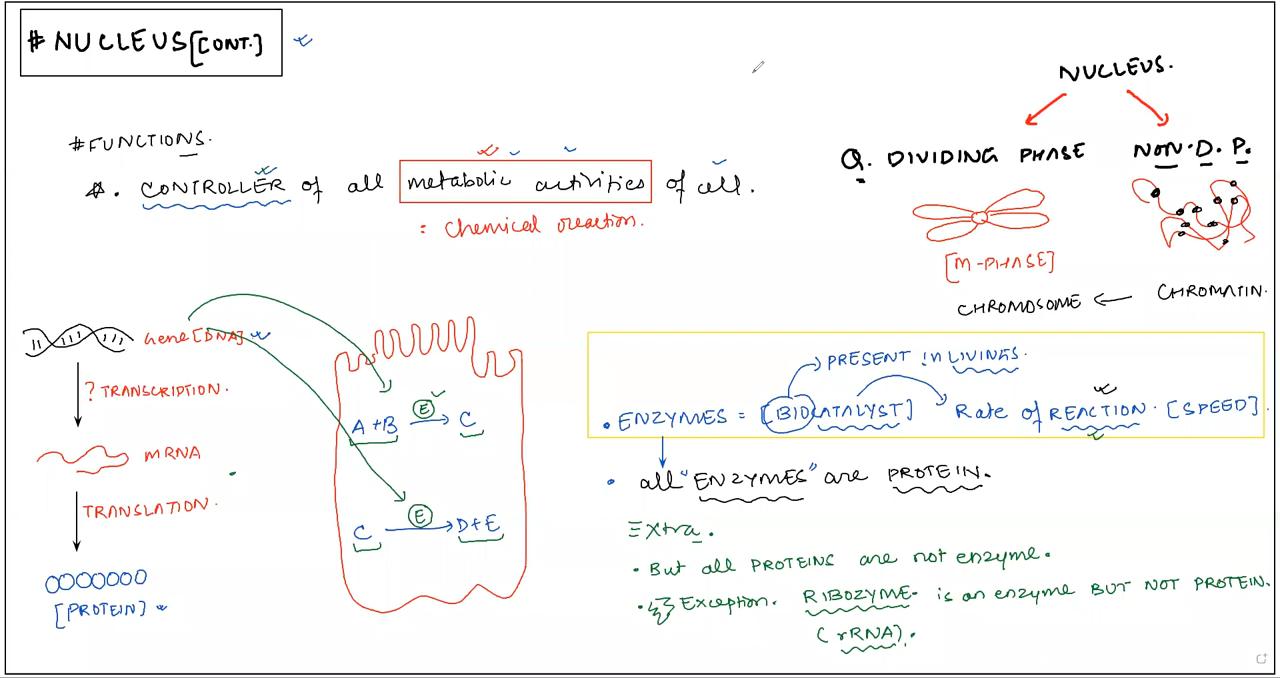 # NUCLEUS [CONT.]
# FUNCTIONS.
. CONTROLLER of all metabolic activities of cell.
= chemical reaction.
NUCLEUS.
Q. DIVIDING PHASE
NON. D. P.
[M-PHASE]
CHROMOSOME ← CHROMATIN.
Gene [DNA]
? TRANSCRIPTION.
mRNA
TRANSLATION.
[PROTEIN]
A+B E → C
C E → D+E
PRESENT in LIVINGS.
. ENZYMES = [BIOCATALYST] → Rate of REACTION. [SPEED].
. all "ENZYMES" are PROTEIN.
Extra.
. But all PROTEINS are not enzyme.
. Exception. RIBOZYME. is an enzyme BUT NOT PROTEIN.
(rRNA).